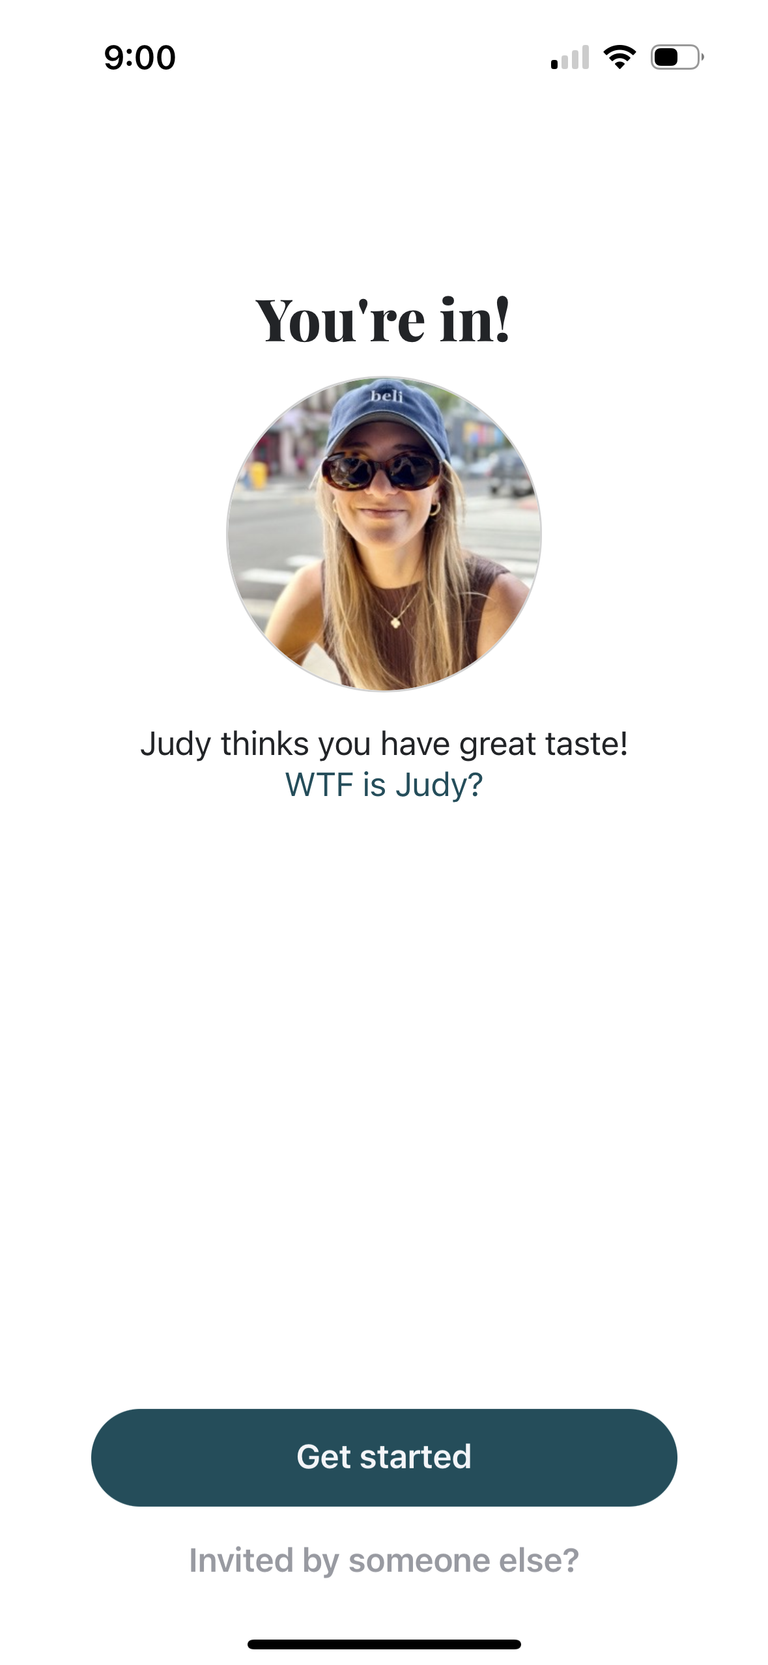 9:00
You're in!
beli
Judy thinks you have great taste!
WTF is Judy?
Get started
Invited by someone else?